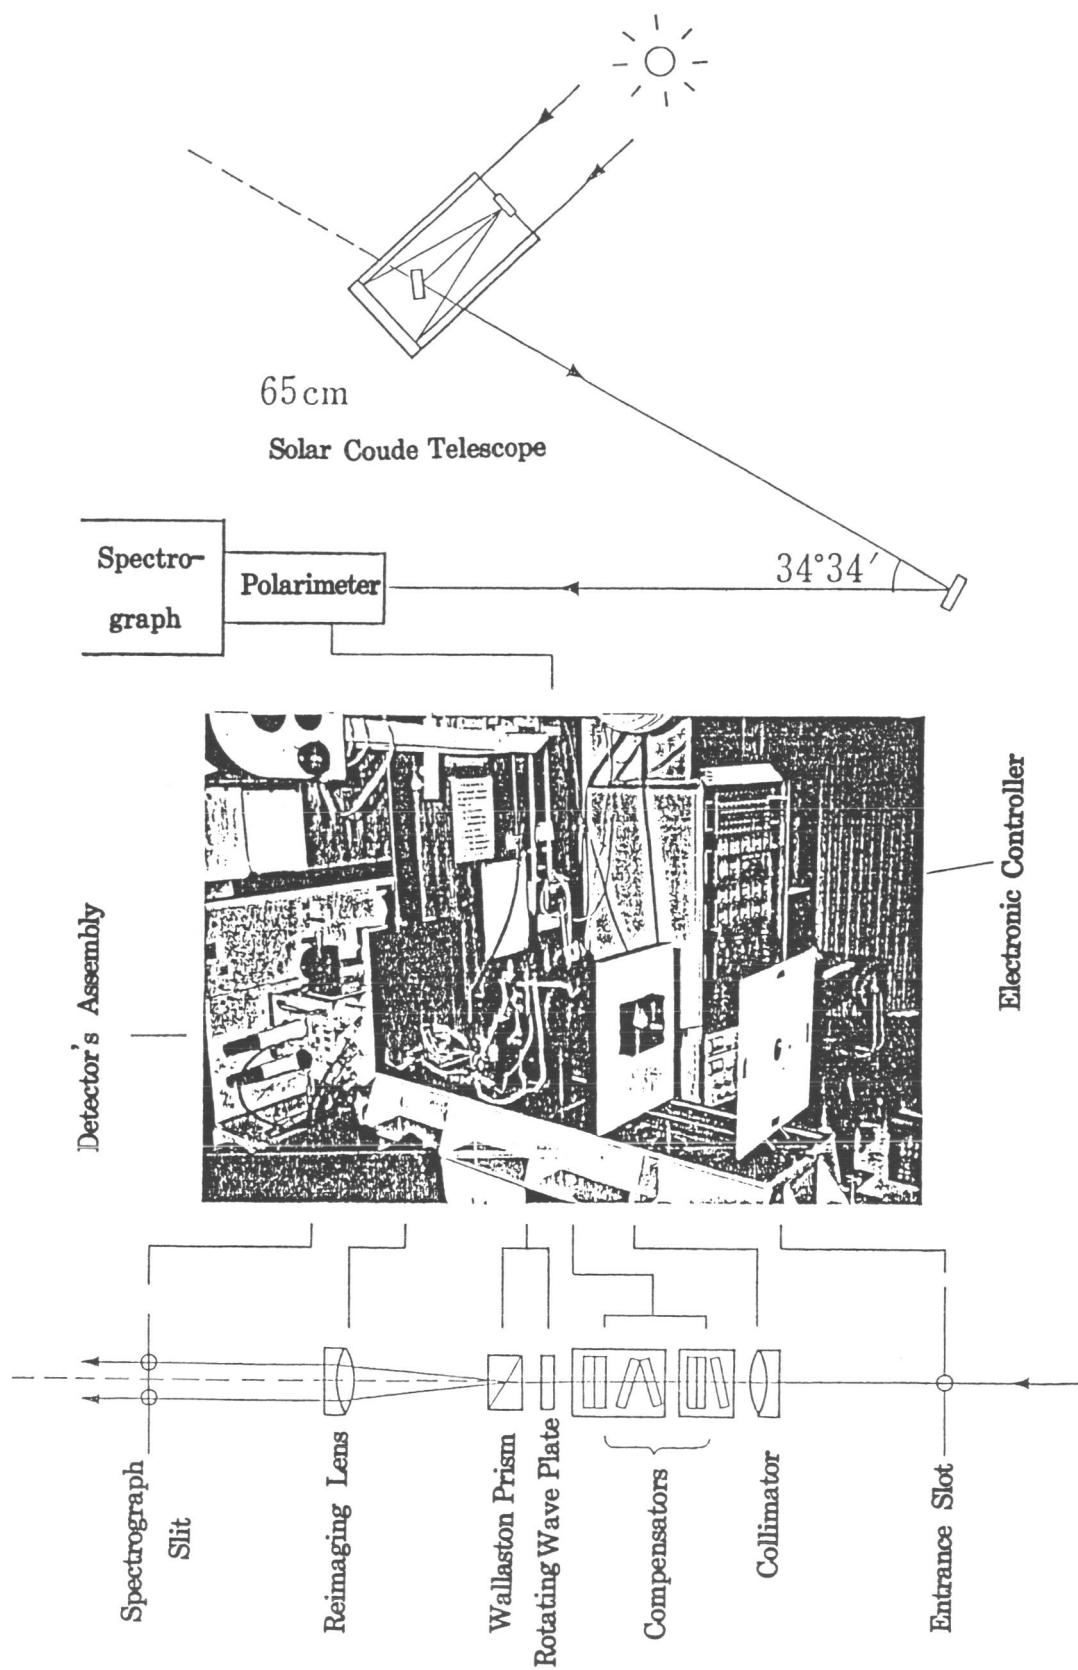 65cm
Solar Coude Telescope
34°34′
Spectro-
graph
Polarimeter
Electronic Controller
Detector's Assembly
Spectrograph
Slit
Reimaging Lens
Wallaston Prism
Rotating Wave Plate
Compensators
Collimator
Entrance Slot